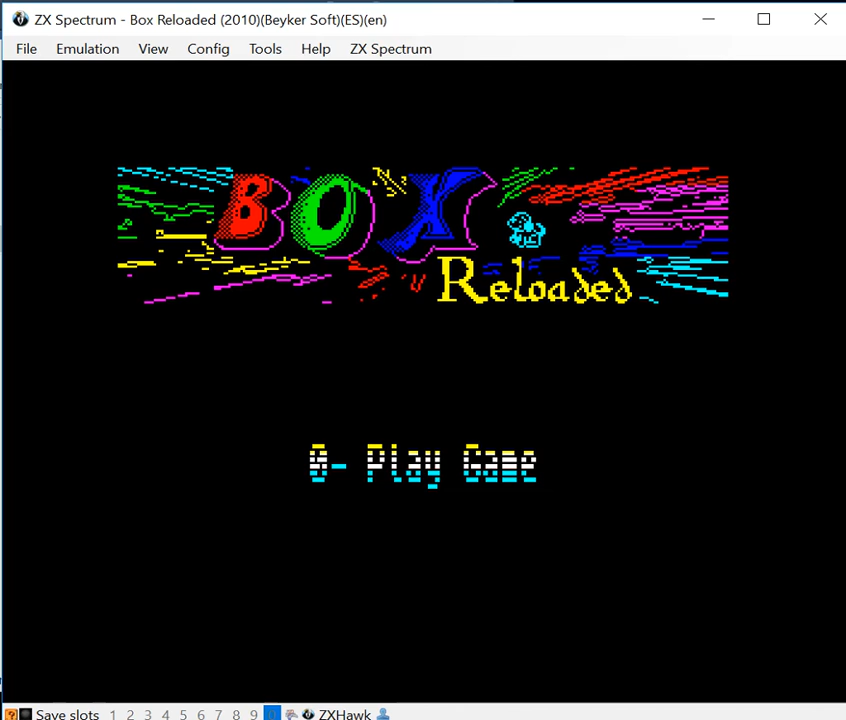 ZX Spectrum - Box Reloaded (2010)(Beyker Soft)(ES)(en)
File Emulation View Config Tools Help ZX Spectrum
BOX
Reloaded
0- Play Game
Save slots 1 2 3 4 5 6 7 8 9 0 ZXHawk